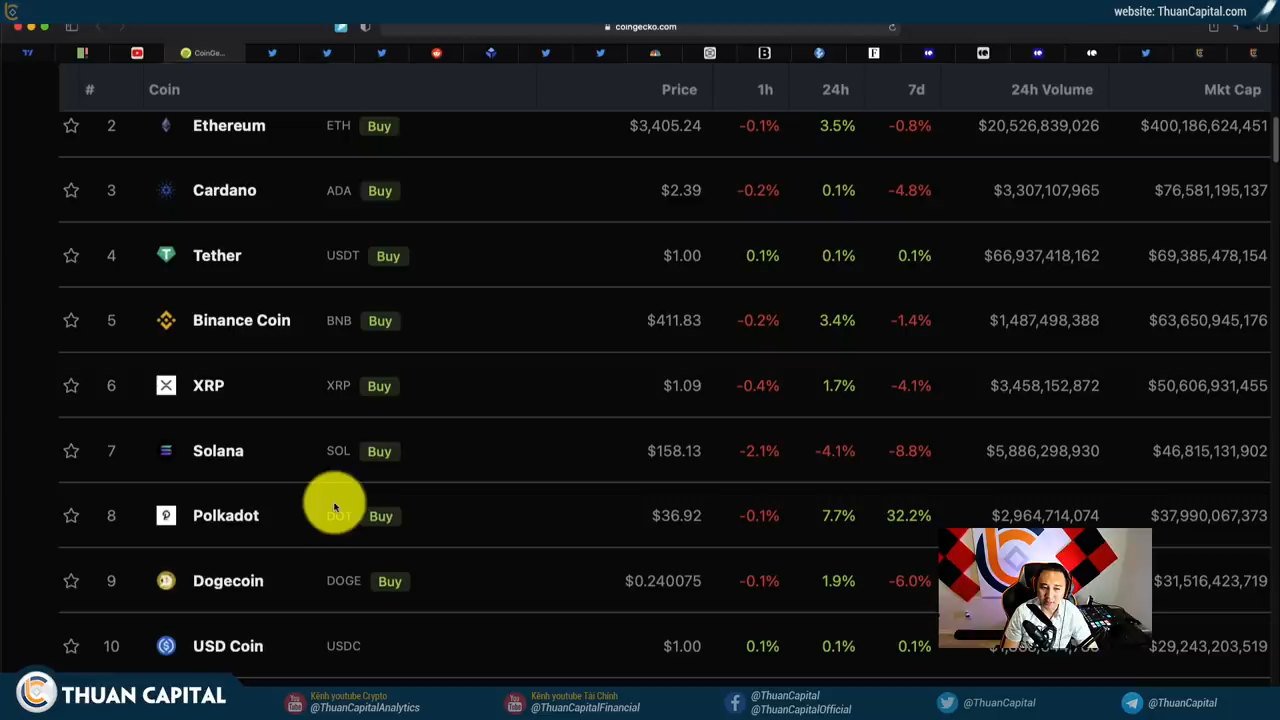 website: ThuanCapital.com
coingecko.com
CoinGe...
# Coin Price 1h 24h 7d 24h Volume Mkt Cap
2 Ethereum ETH Buy $3,405.24 -0.1% 3.5% -0.8% $20,526,839,026 $400,186,624,451
3 Cardano ADA Buy $2.39 -0.2% 0.1% -4.8% $3,307,107,965 $76,581,195,137
4 Tether USDT Buy $1.00 0.1% 0.1% 0.1% $66,937,418,162 $69,385,478,154
5 Binance Coin BNB Buy $411.83 -0.2% 3.4% -1.4% $1,487,498,388 $63,650,945,176
6 XRP XRP Buy $1.09 -0.4% 1.7% -4.1% $3,458,152,872 $50,606,931,455
7 Solana SOL Buy $158.13 -2.1% -4.1% -8.8% $5,886,298,930 $46,815,131,902
8 Polkadot DOT Buy $36.92 -0.1% 7.7% 32.2% $2,964,714,074 $37,990,067,373
9 Dogecoin DOGE Buy $0.240075 -0.1% 1.9% -6.0% $31,516,423,719
10 USD Coin USDC $1.00 0.1% 0.1% 0.1% $29,243,203,519
THUAN CAPITAL
Kênh youtube Crypto
@ThuanCapitalAnalytics
Kênh youtube Tài Chính
@ThuanCapitalFinancial
@ThuanCapital
@ThuanCapitalOfficial
@ThuanCapital
@ThuanCapital